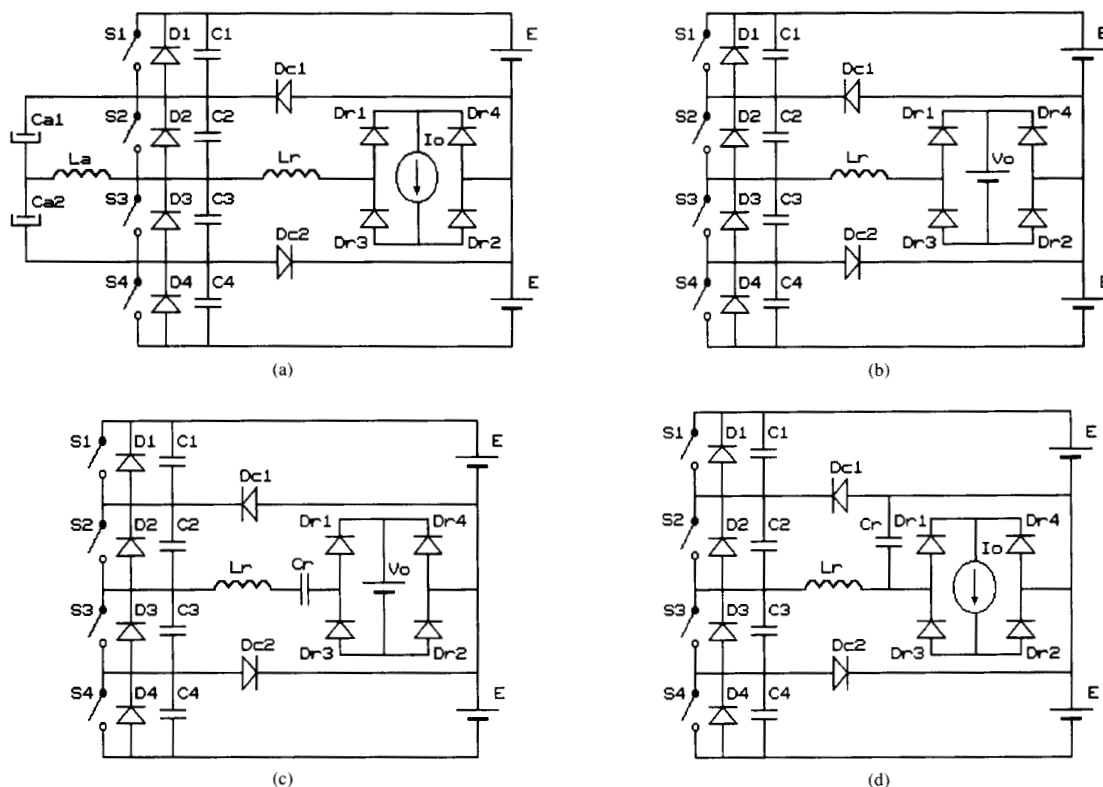 S1 D1 C1 E
Dc1
Ca1 S2 D2 C2 Dr1 Dr4
La Lr Io
Ca2 S3 D3 C3
Dc2 Dr3 Dr2
S4 D4 C4 E
(a)
S1 D1 C1 E
Dc1
S2 D2 C2 Dr1 Dr4
Lr Vo
S3 D3 C3
Dc2 Dr3 Dr2
S4 D4 C4 E
(b)
S1 D1 C1 E
Dc1
S2 D2 C2 Dr1 Dr4
Lr Cr Vo
S3 D3 C3
Dc2 Dr3 Dr2
S4 D4 C4 E
(c)
S1 D1 C1 E
Dc1
S2 D2 C2 Cr Dr1 Dr4
Lr Io
S3 D3 C3
Dc2 Dr3 Dr2
S4 D4 C4 E
(d)